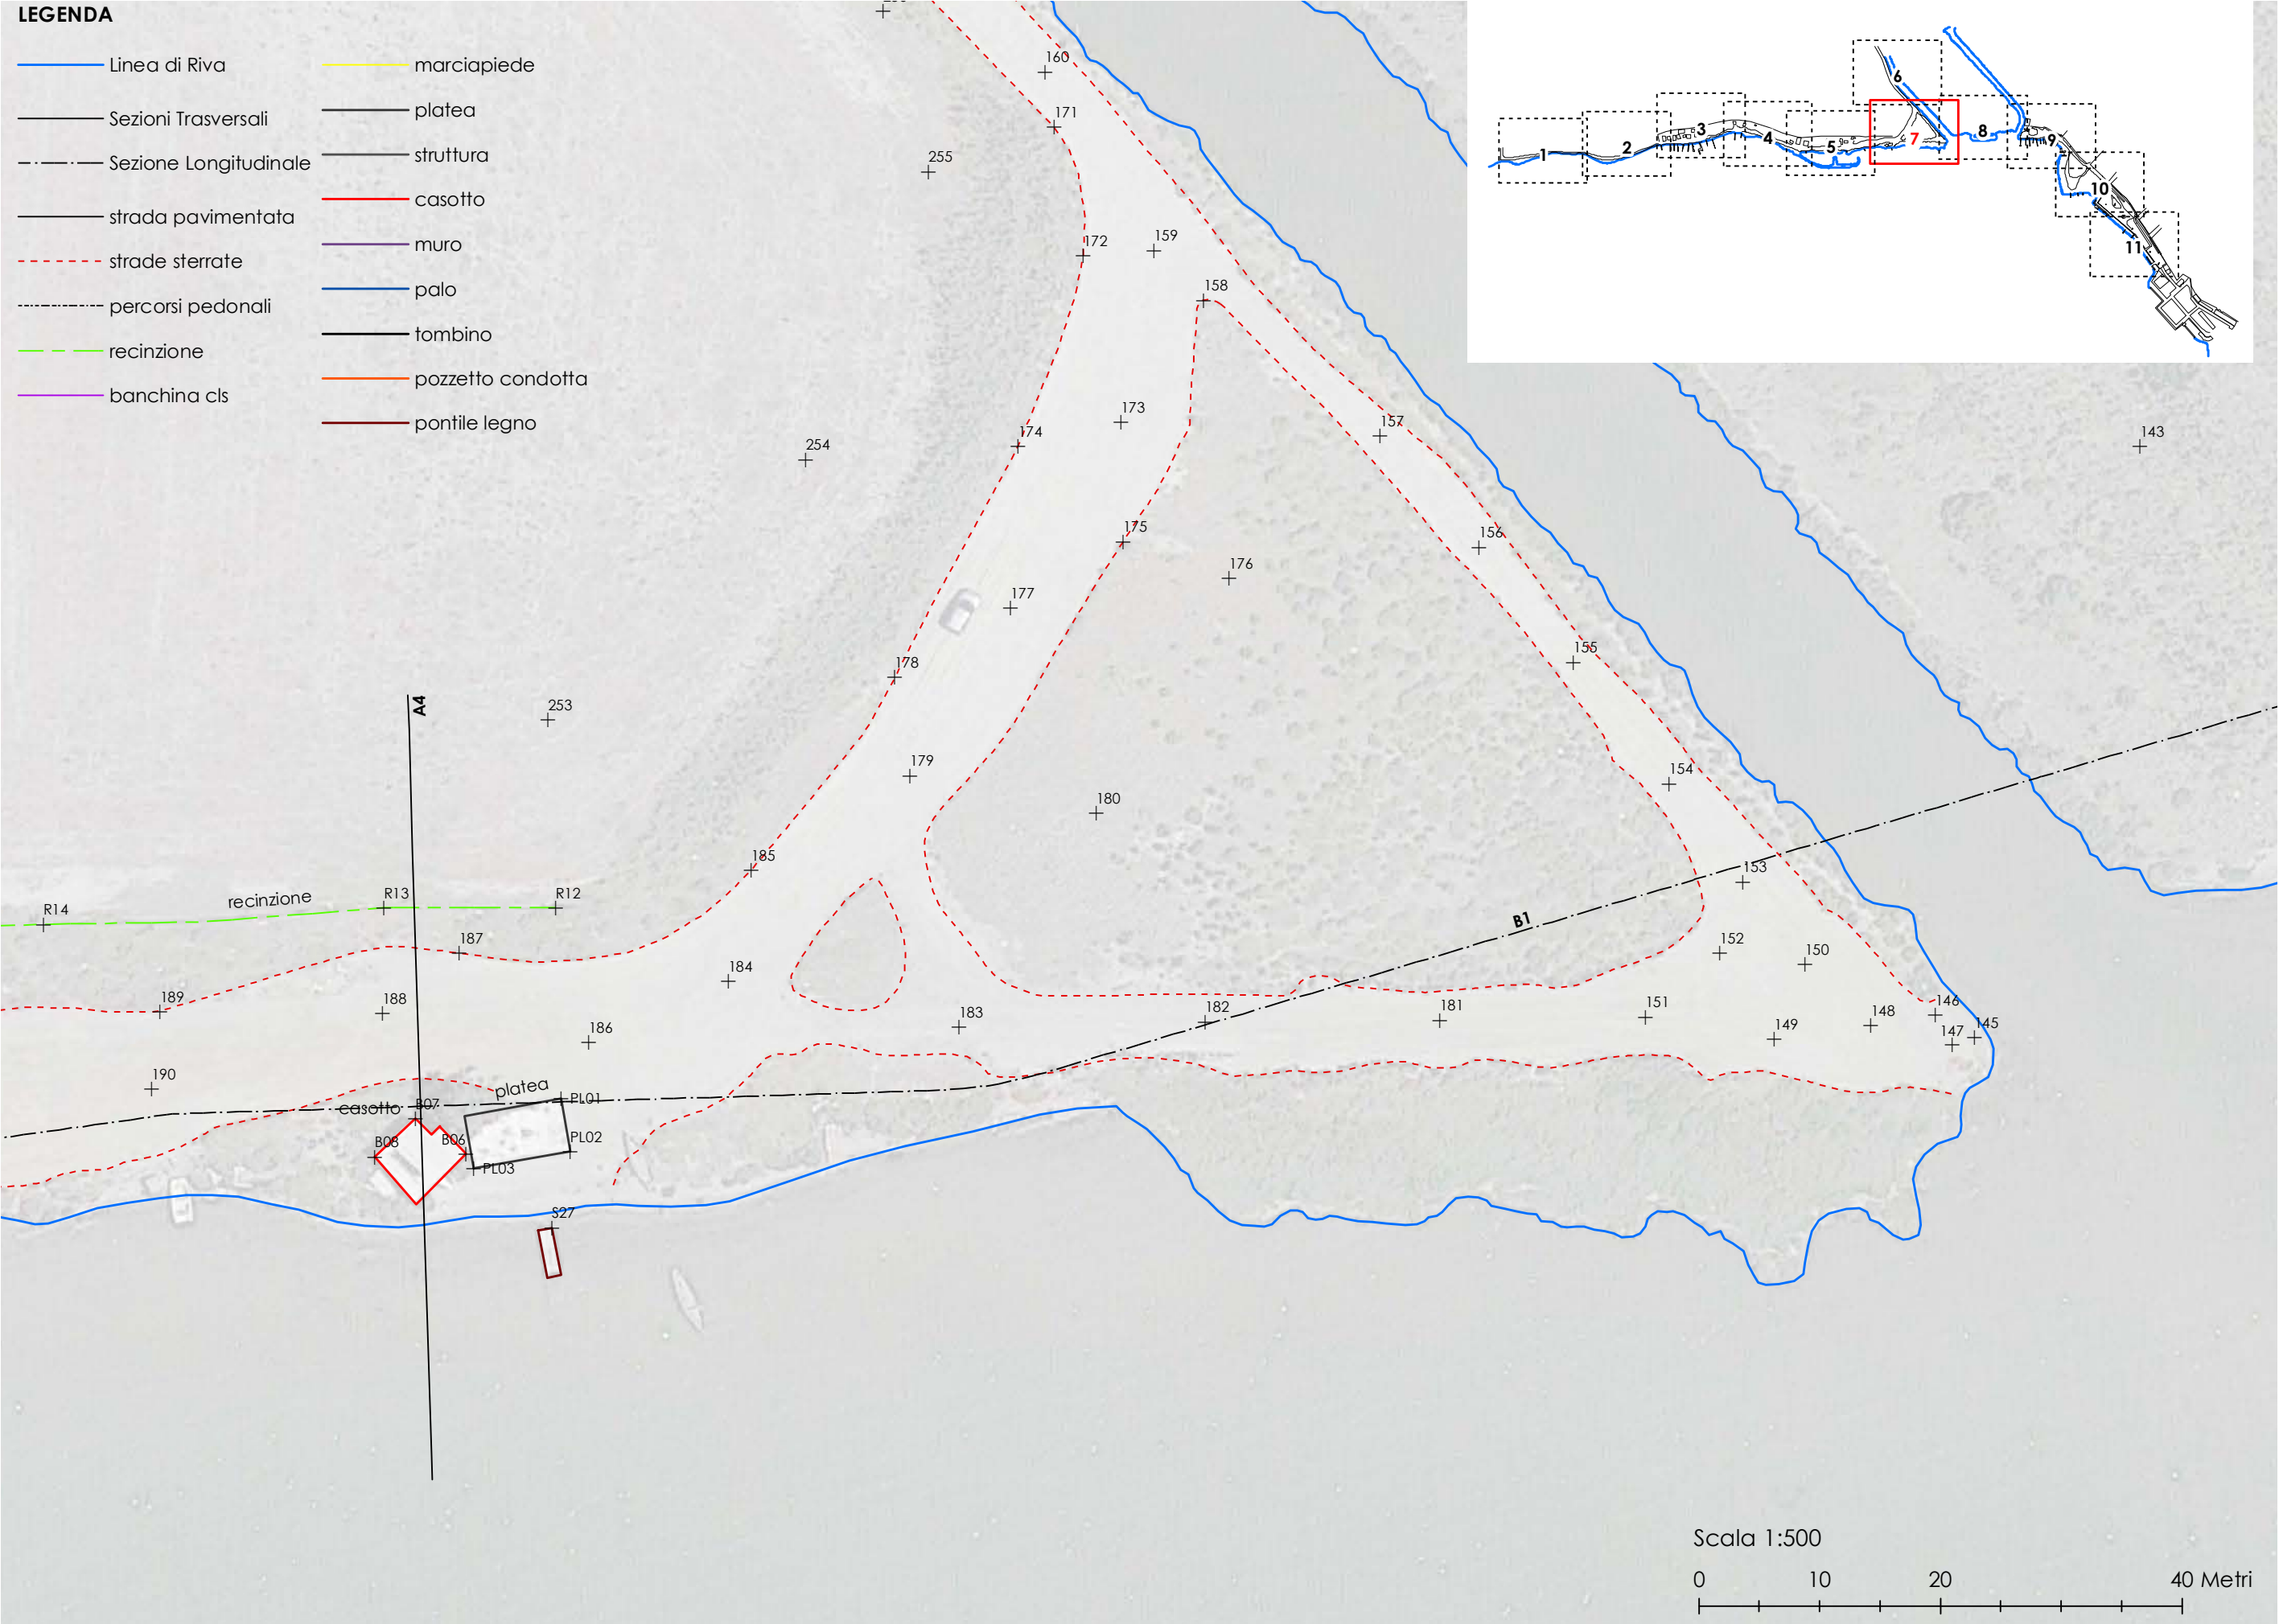 LEGENDA
Linea di Riva
Sezioni Trasversali
Sezione Longitudinale
strada pavimentata
strade sterrate
percorsi pedonali
recinzione
banchina cls
marciapiede
platea
struttura
casotto
muro
palo
tombino
pozzetto condotta
pontile legno
1
2
3
4
5
6
7
8
9
10
11
160
171
255
172
159
158
173
174
157
254
143
175
156
176
177
155
178
253
A4
179
154
180
185
153
R14
recinzione
R13
R12
B1
187
152
150
184
189
188
183
182
181
151
146
148
145
149
147
186
190
platea
casotto
B07
PL01
B08
B06
PL02
PL03
S27
Scala 1:500
0
10
20
40 Metri